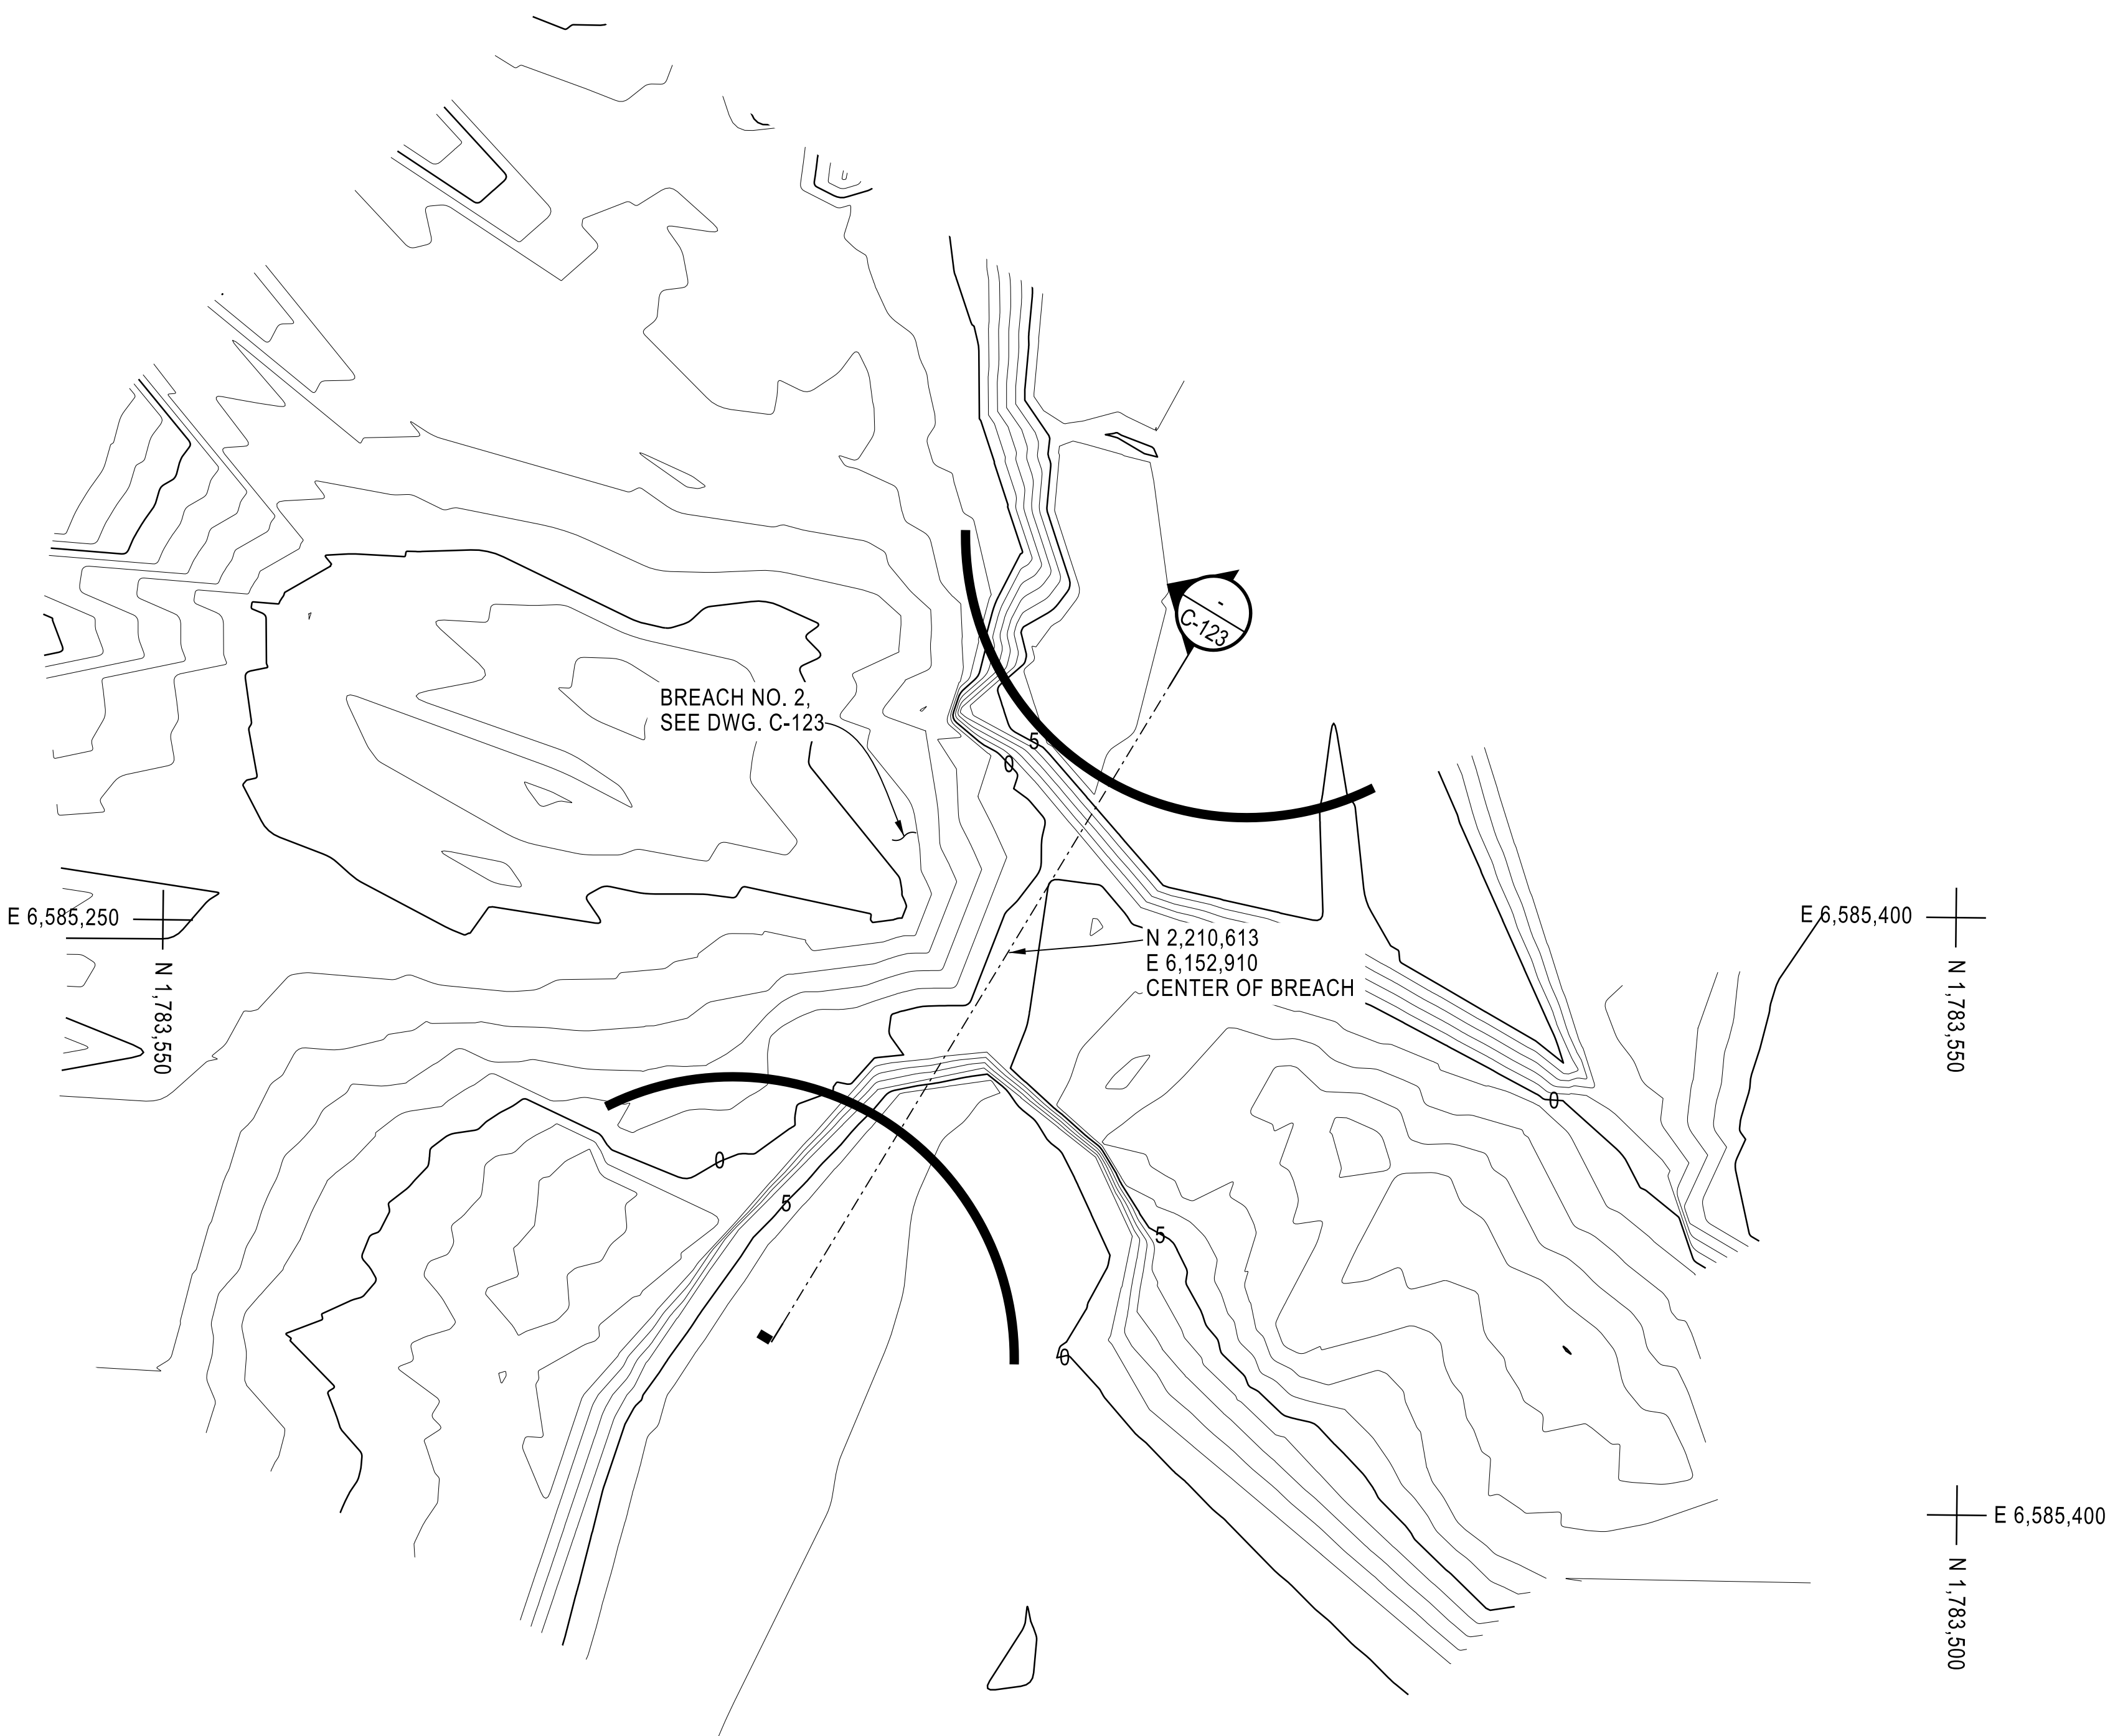 -
C-123
BREACH NO. 2,
SEE DWG. C-123
5
0
E 6,585,250
N 1,783,550
N 2,210,613
E 6,152,910
CENTER OF BREACH
E 6,585,400
N 1,783,550
0
0
5
5
0
E 6,585,400
N 1,783,500